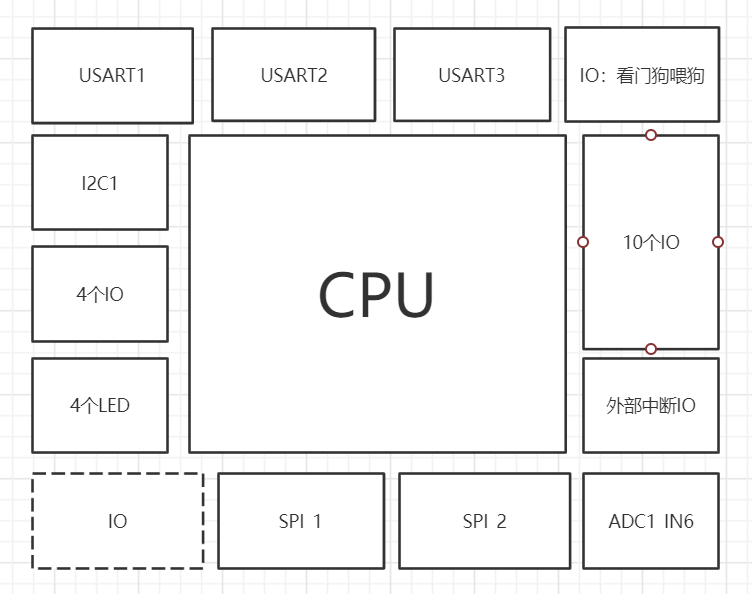 USART1
USART2
USART3
IO：看门狗喂狗
I2C1
CPU
10个IO
4个IO
4个LED
外部中断IO
IO
SPI 1
SPI 2
ADC1 IN6